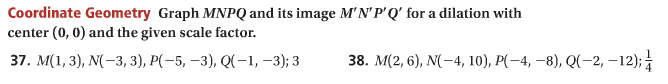 Coordinate Geometry Graph MNPQ and its image M′N′P′Q′ for a dilation with
center (0, 0) and the given scale factor.
37. M(1, 3), N(−3, 3), P(−5, −3), Q(−1, −3); 3
38. M(2, 6), N(−4, 10), P(−4, −8), Q(−2, −12); 1/4